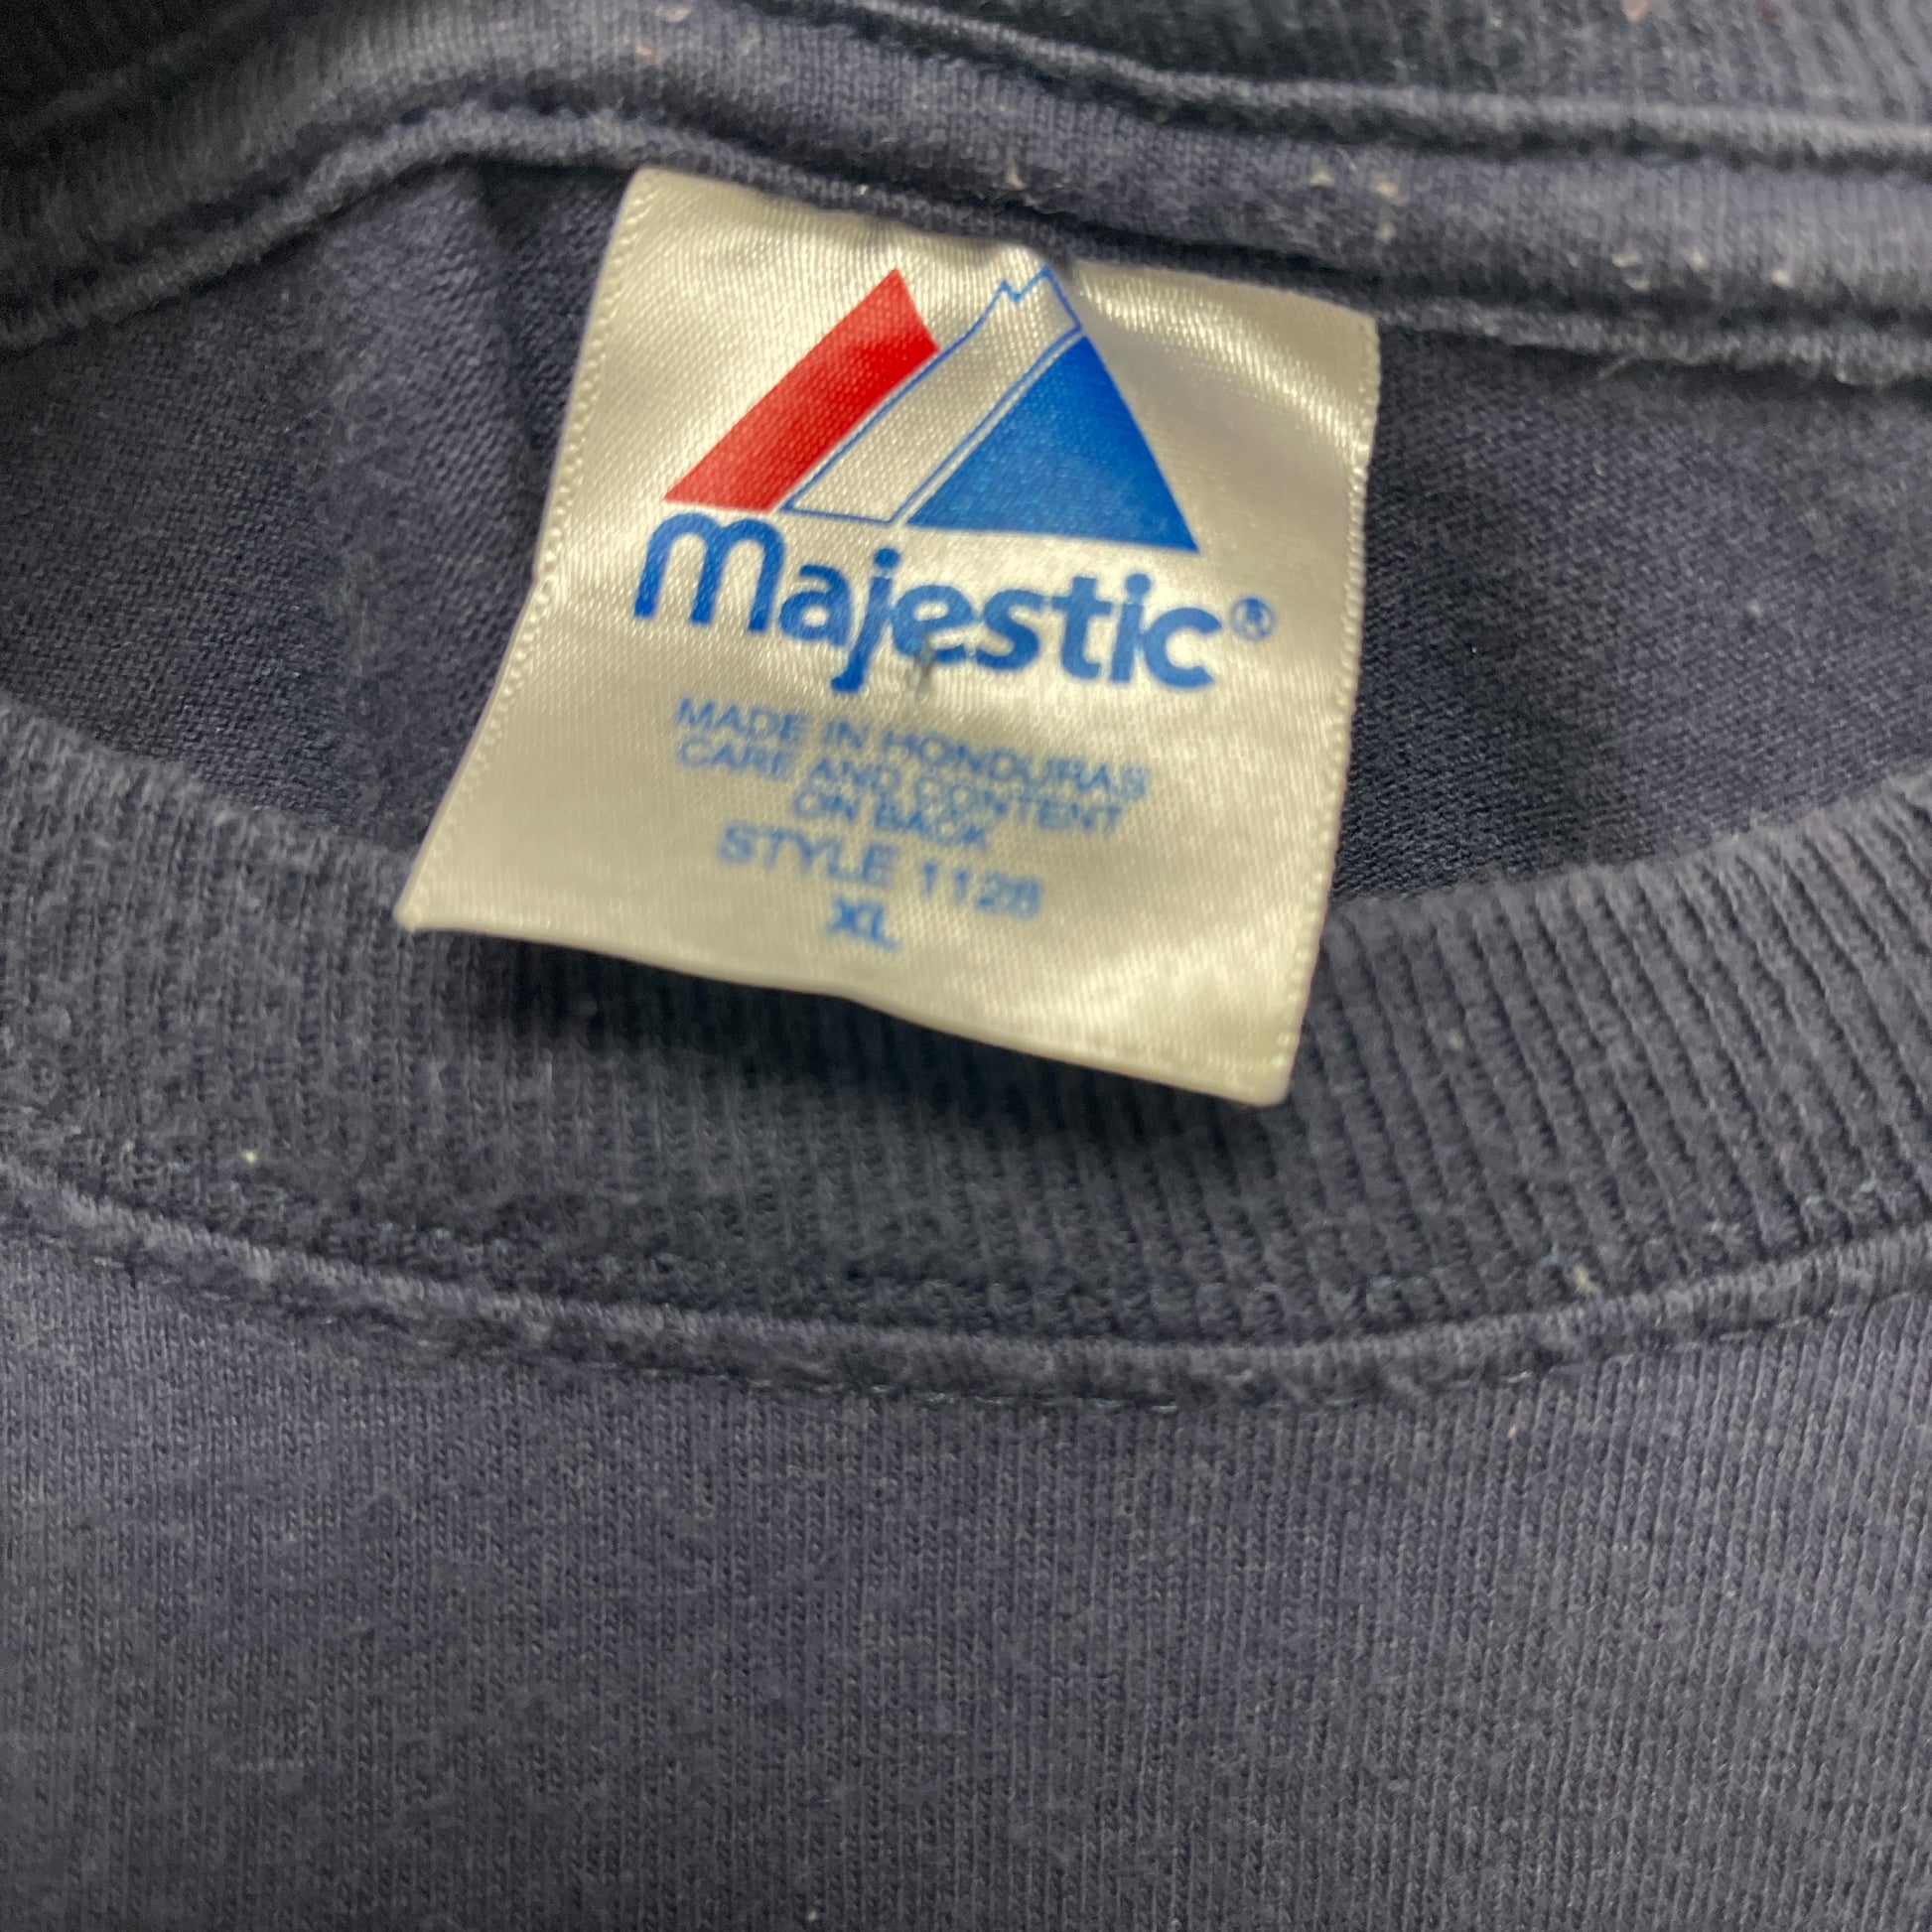 majestic®
MADE IN HONDURAS
CARE AND CONTENT
ON BACK
STYLE 1128
XL